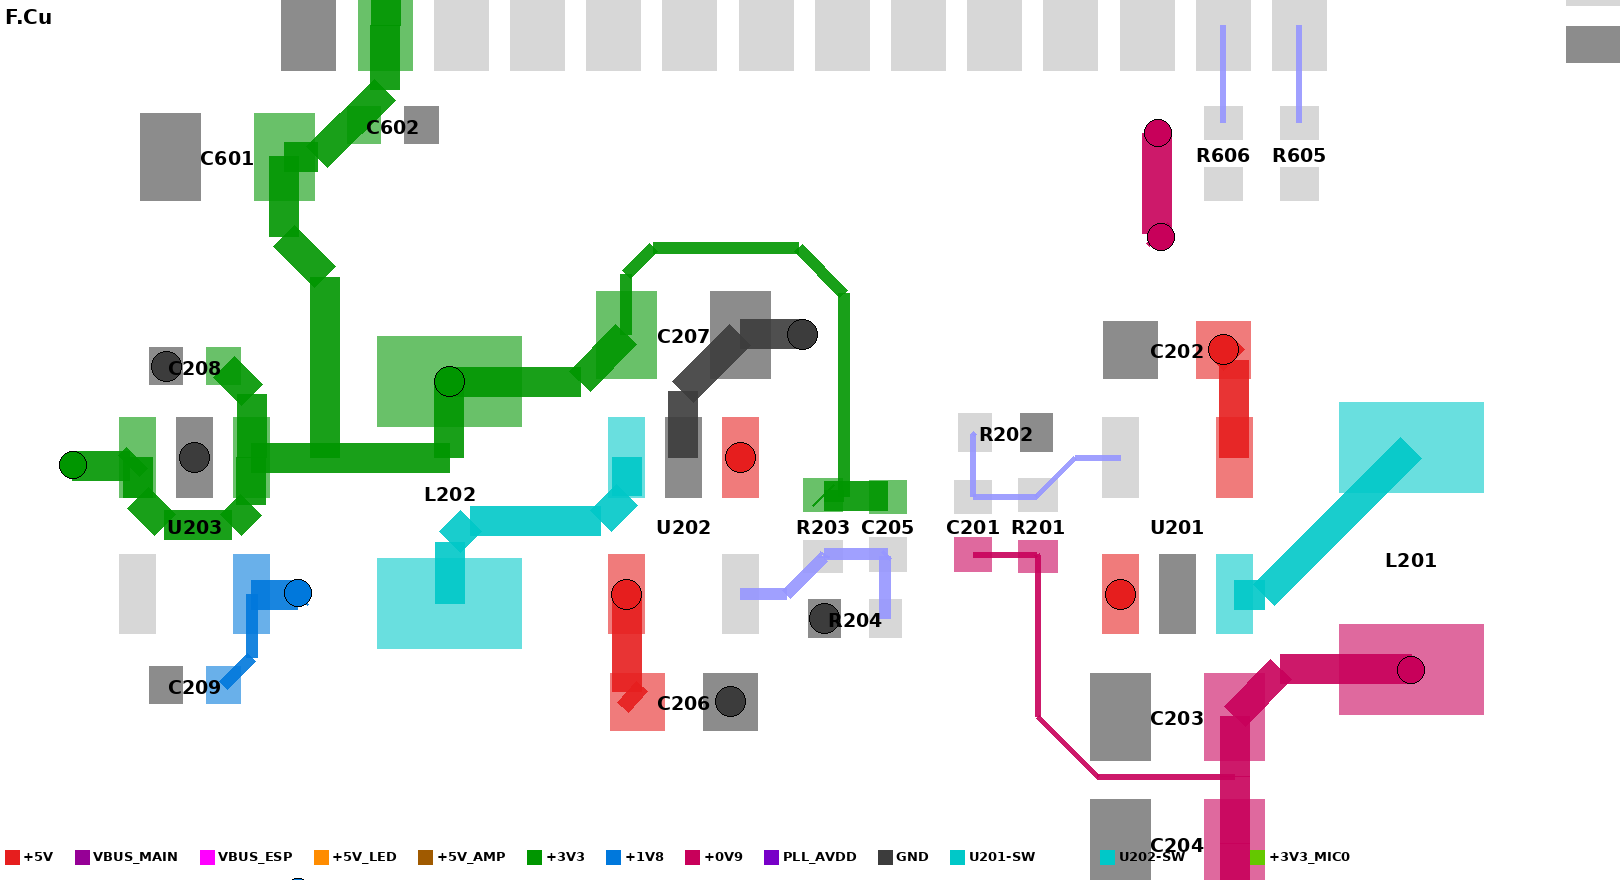 F.Cu
C602
C601
R606
R605
C207
C202
C208
R202
L202
U203
U202
R203
C205
C201
R201
U201
L201
R204
C209
C206
C203
C204
+5V
VBUS_MAIN
VBUS_ESP
+5V_LED
+5V_AMP
+3V3
+1V8
+0V9
PLL_AVDD
GND
U201-SW
U202-SW
+3V3_MIC0